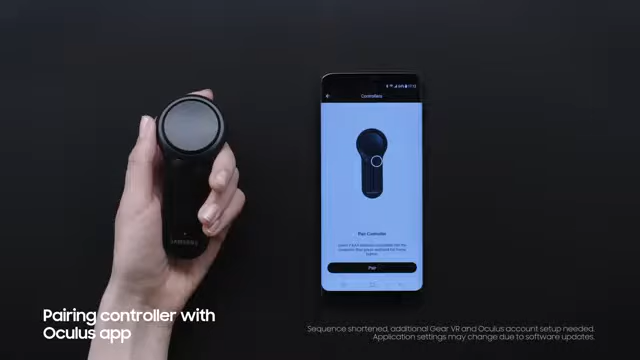 Controllers
SAMSUNG
Pair Controller
Pair
Pairing controller with
Oculus app
Sequence shortened, additional Gear VR and Oculus account setup needed.
Application settings may change due to software updates.